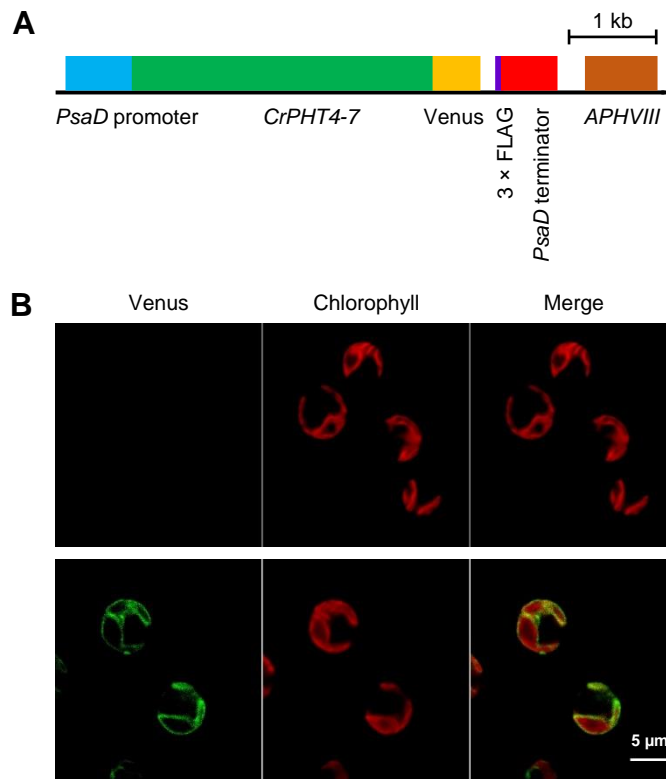 A
1 kb
PsaD promoter
CrPHT4-7
Venus
3 × FLAG
PsaD terminator
APHVIII
B
Venus
Chlorophyll
Merge
5 µm